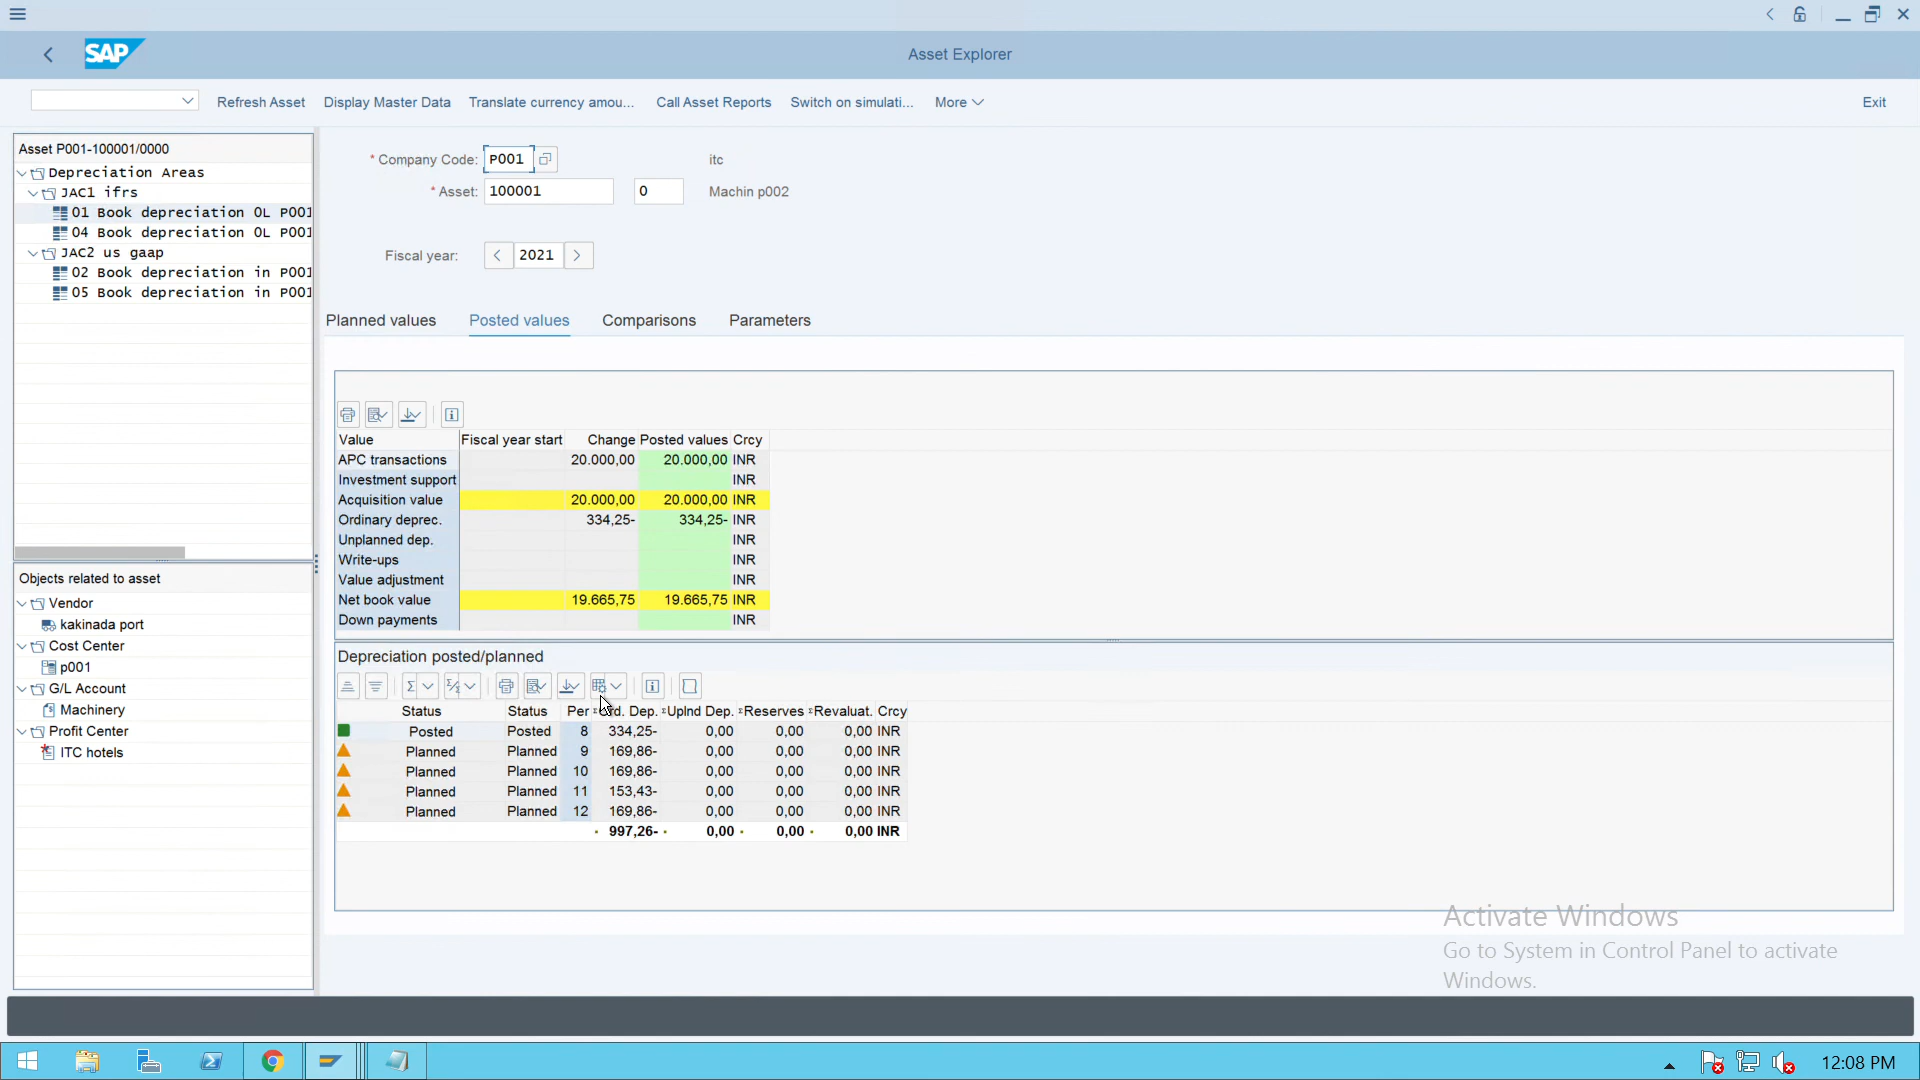 SAP
Asset Explorer
Refresh Asset Display Master Data Translate currency amou... Call Asset Reports Switch on simulati... More Exit
Asset P001-100001/0000
Depreciation Areas
JAC1 ifrs
01 Book depreciation 0L P001
04 Book depreciation 0L P001
JAC2 us gaap
02 Book depreciation in P001
05 Book depreciation in P001
* Company Code: P001 itc
* Asset: 100001 0 Machin p002
Fiscal year: 2021
Planned values Posted values Comparisons Parameters
Value Fiscal year start Change Posted values Crcy
APC transactions 20.000,00 20.000,00 INR
Investment support INR
Acquisition value 20.000,00 20.000,00 INR
Ordinary deprec. 334,25- 334,25- INR
Unplanned dep. INR
Write-ups INR
Value adjustment INR
Net book value 19.665,75 19.665,75 INR
Down payments INR
Objects related to asset
Vendor
kakinada port
Cost Center
p001
G/L Account
Machinery
Profit Center
ITC hotels
Depreciation posted/planned
Status Status Per Dep. Uplnd Dep. Reserves Revaluat. Crcy
Posted Posted 8 334,25- 0,00 0,00 0,00 INR
Planned Planned 9 169,86- 0,00 0,00 0,00 INR
Planned Planned 10 169,86- 0,00 0,00 0,00 INR
Planned Planned 11 153,43- 0,00 0,00 0,00 INR
Planned Planned 12 169,86- 0,00 0,00 0,00 INR
997,26- 0,00 0,00 0,00 INR
Activate Windows
Go to System in Control Panel to activate
Windows.
12:08 PM